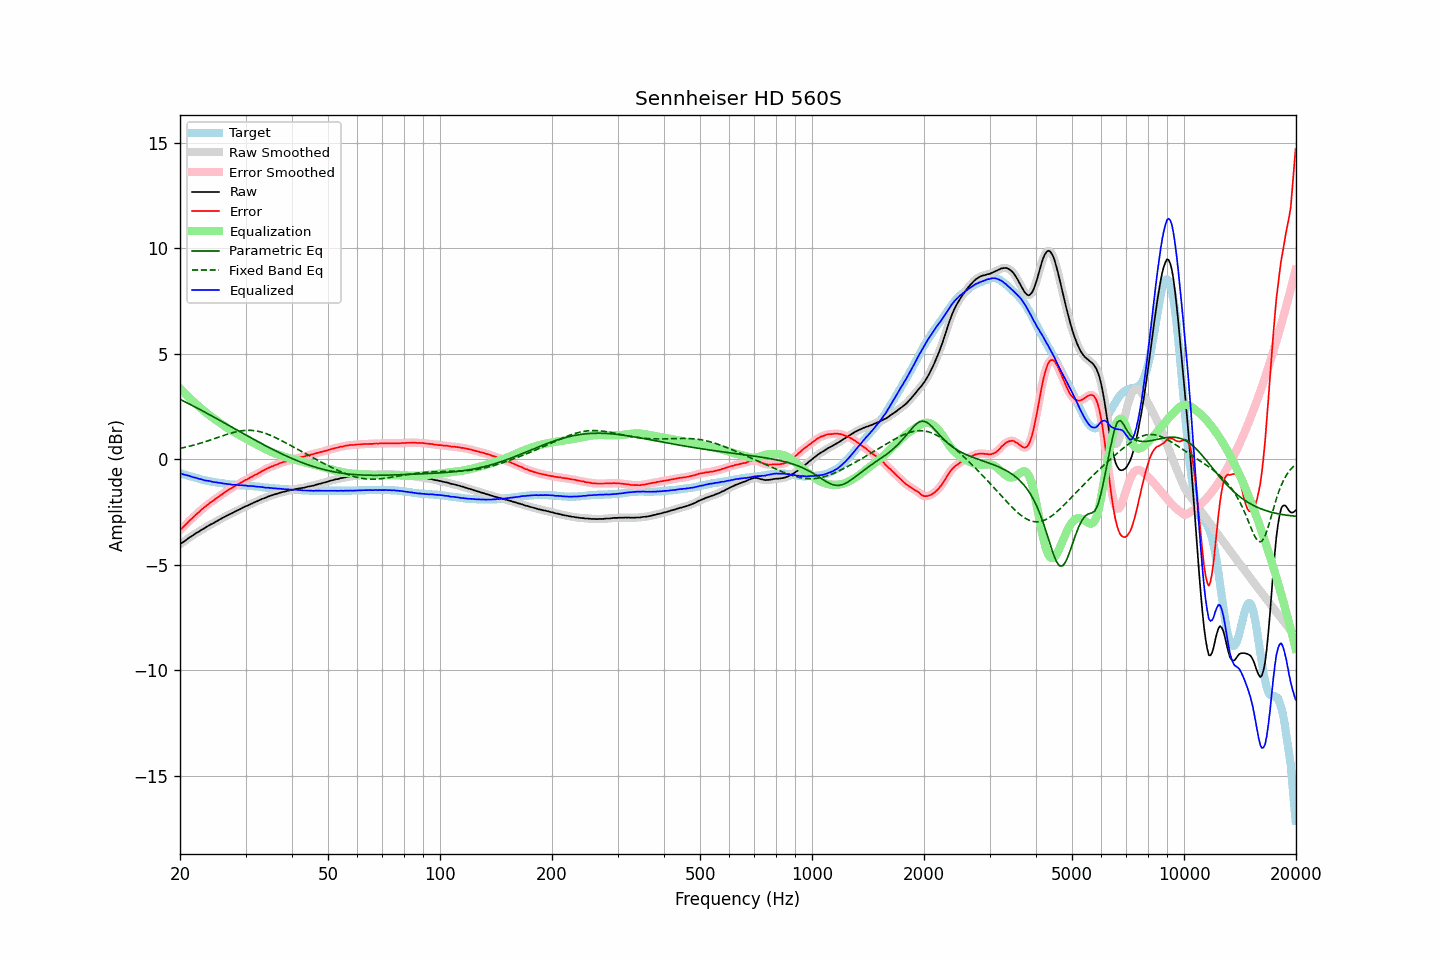 Sennheiser HD 560S
Target
Raw Smoothed
Error Smoothed
Raw
Error
Equalization
Parametric Eq
Fixed Band Eq
Equalized
15
10
5
0
−5
−10
−15
Amplitude (dBr)
20 50 100 200 500 1000 2000 5000 10000 20000
Frequency (Hz)